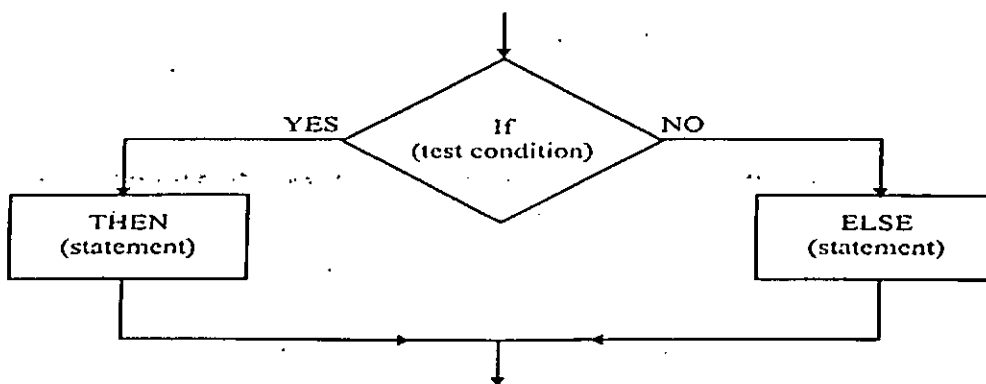 If
(test condition)
YES
NO
THEN
(statement)
ELSE
(statement)